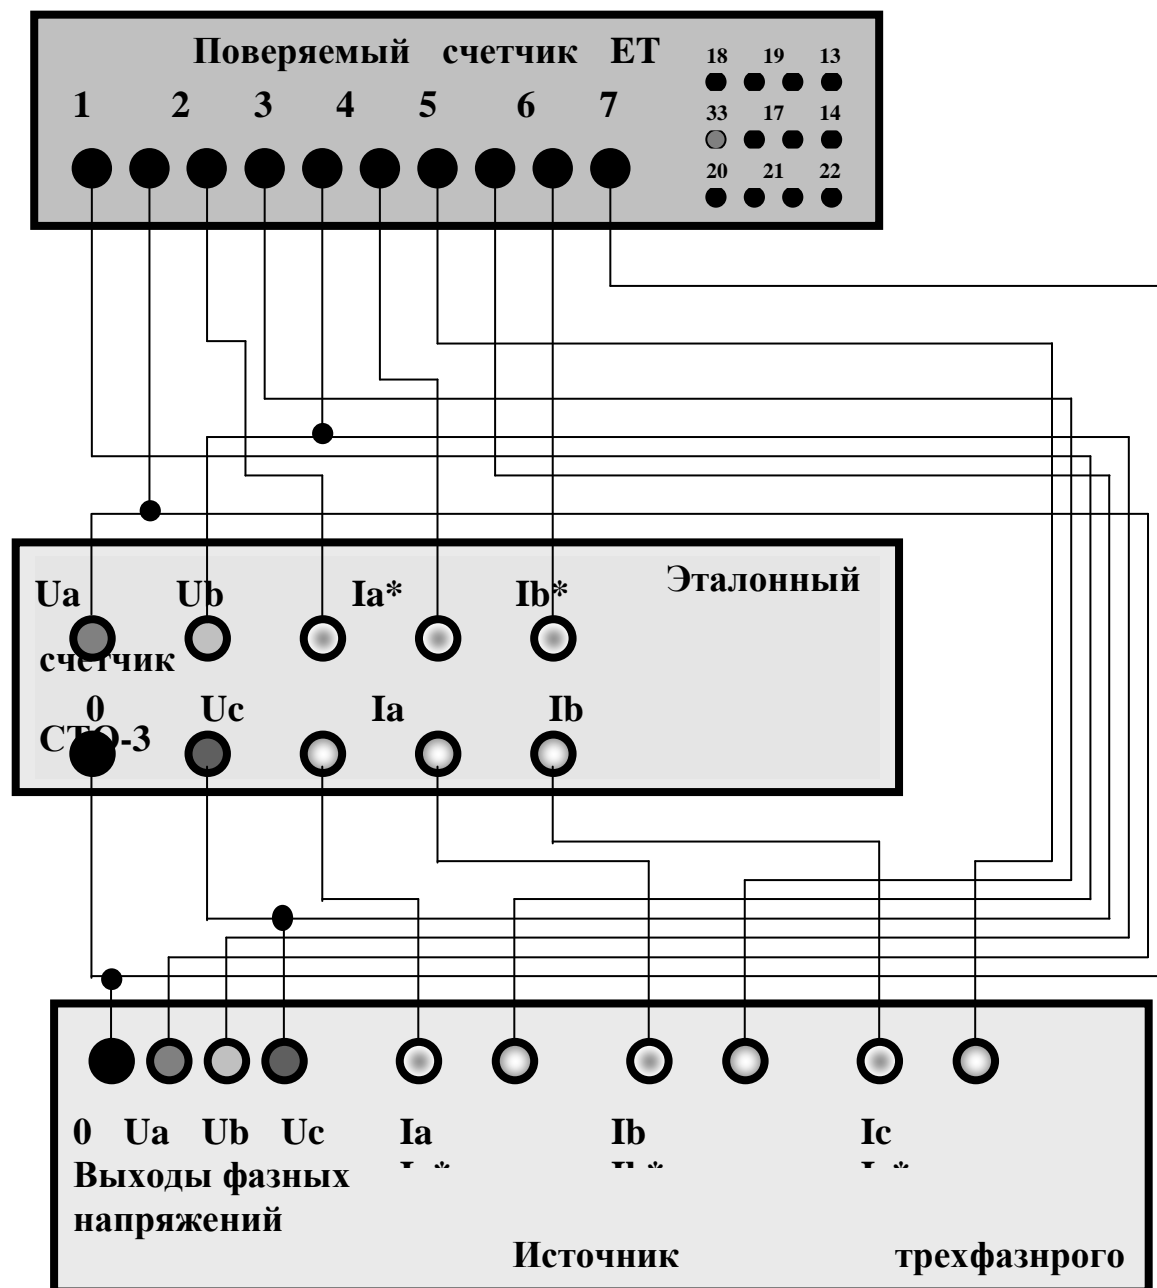 Поверяемый счетчик ЕТ
18 19 13
1 2 3 4 5 6 7
33 17 14
20 21 22
Эталонный
Ua Ub Ia* Ib*
счетчик
0 Uc Ia Ib
СТО-3
0 Ua Ub Uc Ia Ib Ic
Выходы фазных
напряжений
Источник трехфазнрого